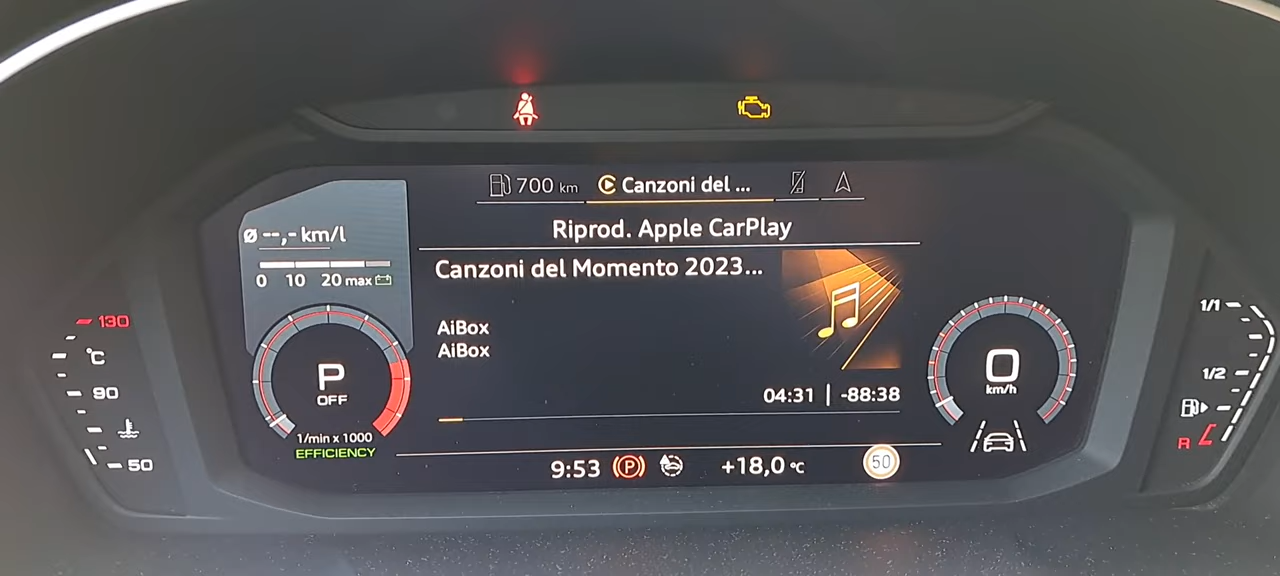 700 km
Canzoni del ...
Riprod. Apple CarPlay
Ø --,- km/l
0 10 20 max
Canzoni del Momento 2023...
AiBox
AiBox
04:31 | -88:38
130
°C
90
50
P
OFF
1/min x 1000
EFFICIENCY
0
km/h
1/1
1/2
R
9:53 (P) +18,0 °C 50